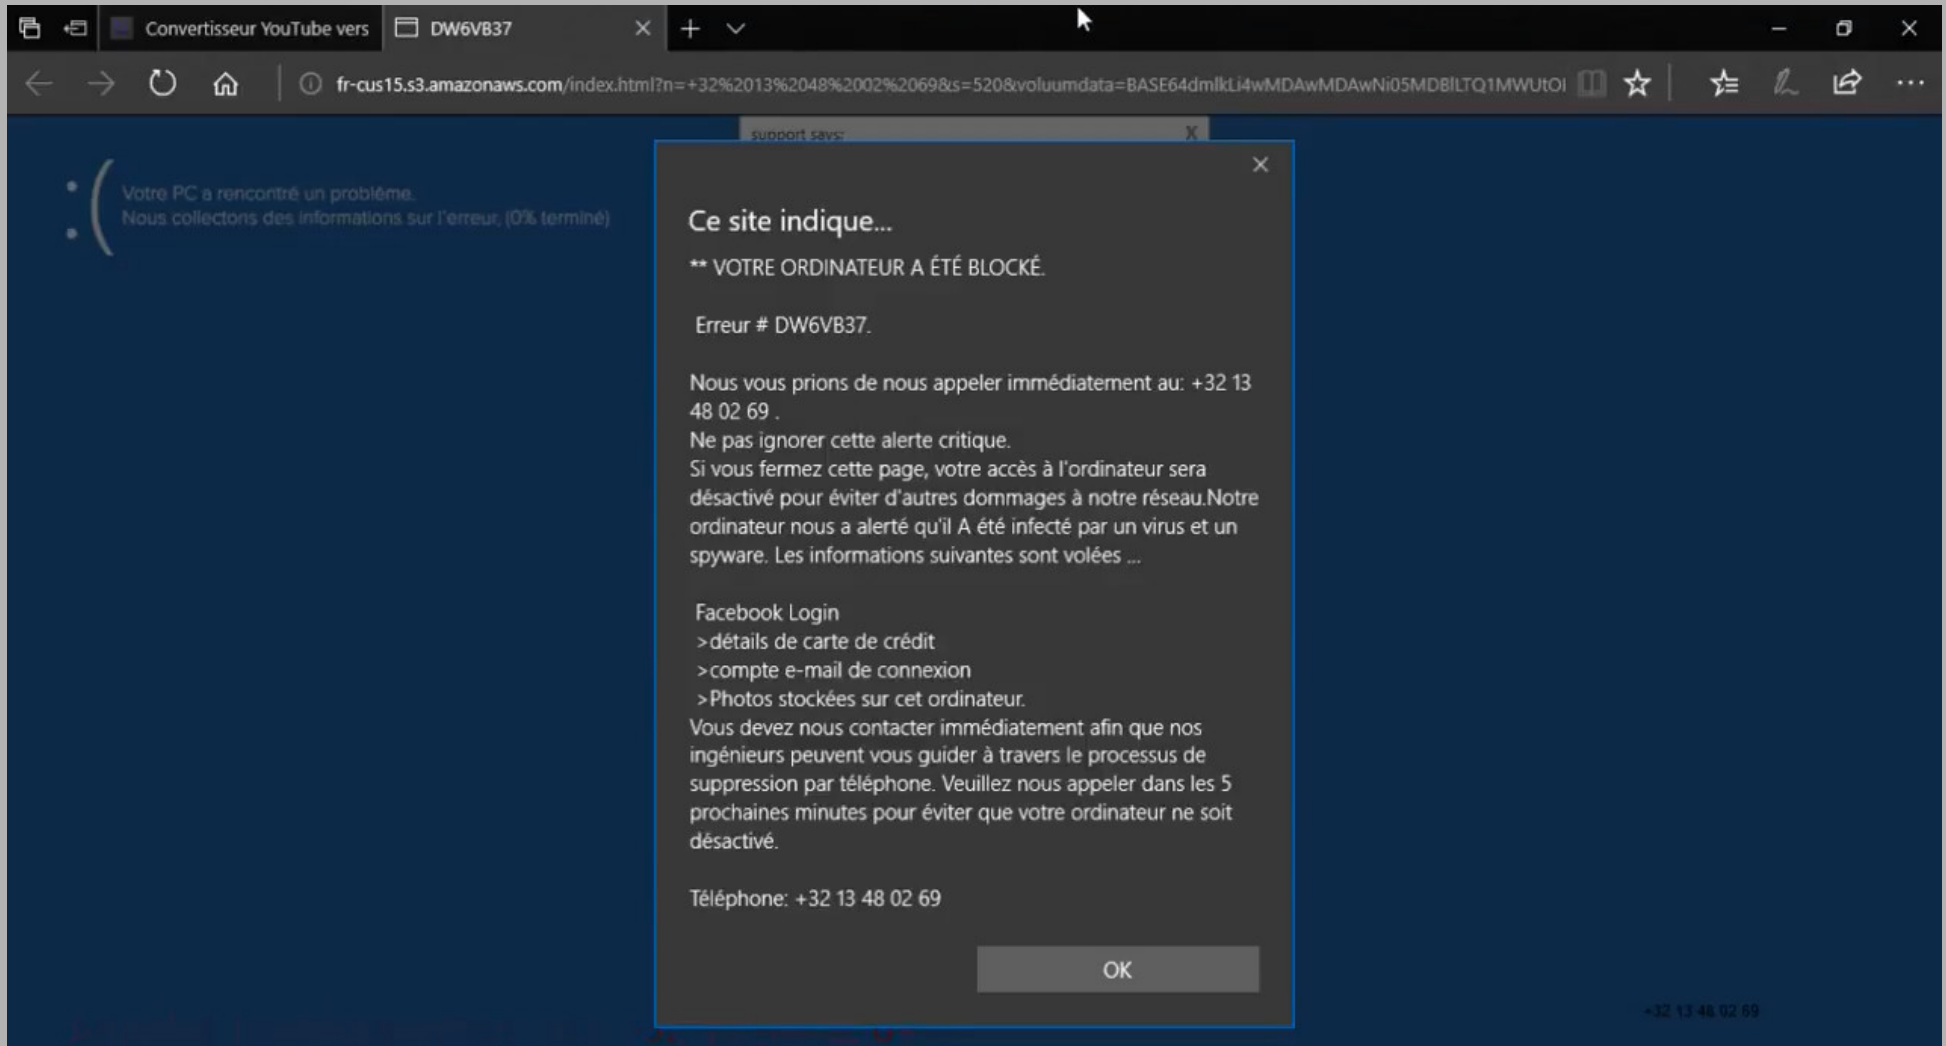 Convertisseur YouTube vers
DW6VB37
fr-cus15.s3.amazonaws.com/index.html?n=+32%2013%2048%2002%2069&s=520&voluumdata=BASE64dmlkLi4wMDAwMDAwNi05MDBlLTQ1MWUtOI
support says:
X
Votre PC a rencontré un problème.
Nous collectons des informations sur l'erreur, (0% terminé)
Ce site indique...
** VOTRE ORDINATEUR A ÉTÉ BLOCKÉ.
Erreur # DW6VB37.
Nous vous prions de nous appeler immédiatement au: +32 13
48 02 69 .
Ne pas ignorer cette alerte critique.
Si vous fermez cette page, votre accès à l'ordinateur sera
désactivé pour éviter d'autres dommages à notre réseau.Notre
ordinateur nous a alerté qu'il A été infecté par un virus et un
spyware. Les informations suivantes sont volées ...
Facebook Login
>détails de carte de crédit
>compte e-mail de connexion
>Photos stockées sur cet ordinateur.
Vous devez nous contacter immédiatement afin que nos
ingénieurs peuvent vous guider à travers le processus de
suppression par téléphone. Veuillez nous appeler dans les 5
prochaines minutes pour éviter que votre ordinateur ne soit
désactivé.
Téléphone: +32 13 48 02 69
OK
+32 13 48 02 69